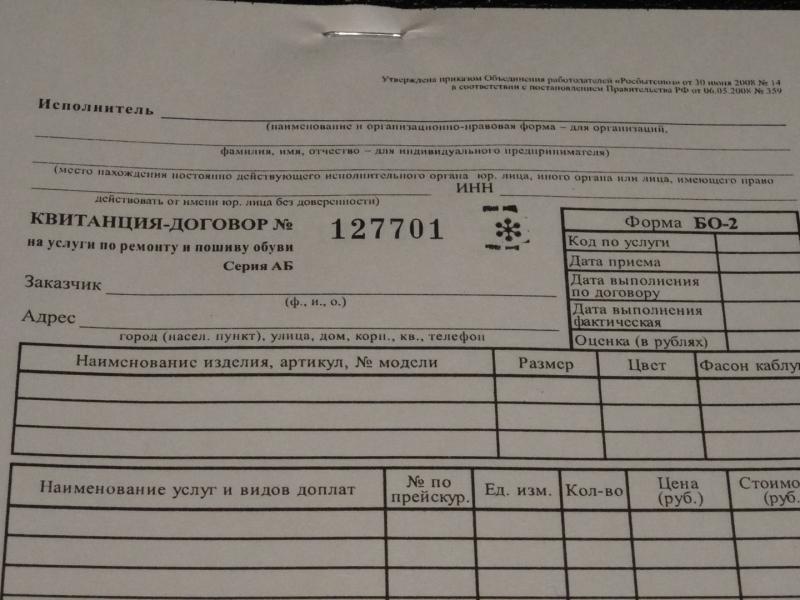 Утверждена приказом Объединения работодателей «Росбытсоюз» от 30 июня 2008 № 14
в соответствии с постановлением Правительства РФ от 06.05.2008 № 359
Исполнитель
(наименование и организационно-правовая форма – для организаций,
фамилия, имя, отчество – для индивидуального предпринимателя)
(место нахождения постоянно действующего исполнительного органа юр. лица, иного органа или лица, имеющего право
действовать от имени юр. лица без доверенности)
ИНН
КВИТАНЦИЯ-ДОГОВОР № 127701
на услуги по ремонту и пошиву обуви
Серия АБ
Заказчик
(ф., и., о.)
Адрес
город (насел. пункт), улица, дом, корп., кв., телефон
Форма БО-2
Код по услуги
Дата приема
Дата выполнения
по договору
Дата выполнения
фактическая
Оценка (в рублях)
Наименование изделия, артикул, № модели
Размер
Цвет
Фасон каблу
Наименование услуг и видов доплат
№ по
прейскур.
Ед. изм.
Кол-во
Цена
(руб.)
Стоимо
(руб.